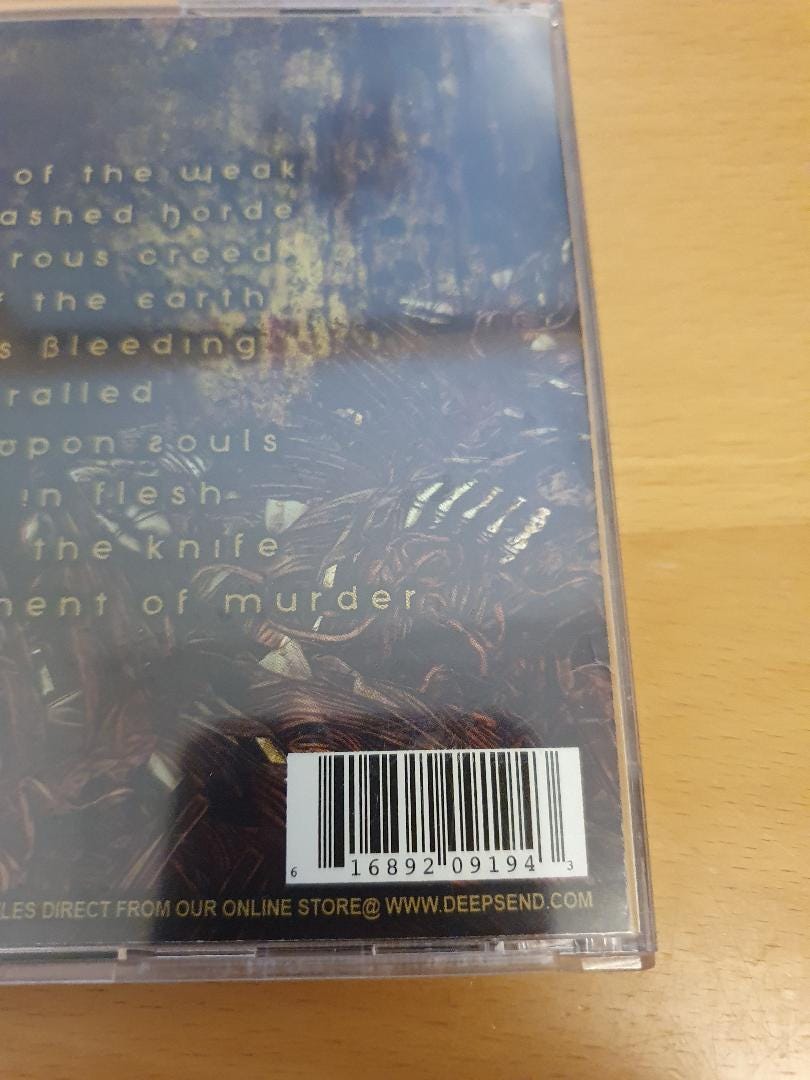 of the weak
ashed horde
rous creed
f the earth
s Bleeding
ralled
upon souls
in flesh
the knife
ment of murder
6 16892 09194 3
LES DIRECT FROM OUR ONLINE STORE@ WWW.DEEPSEND.COM